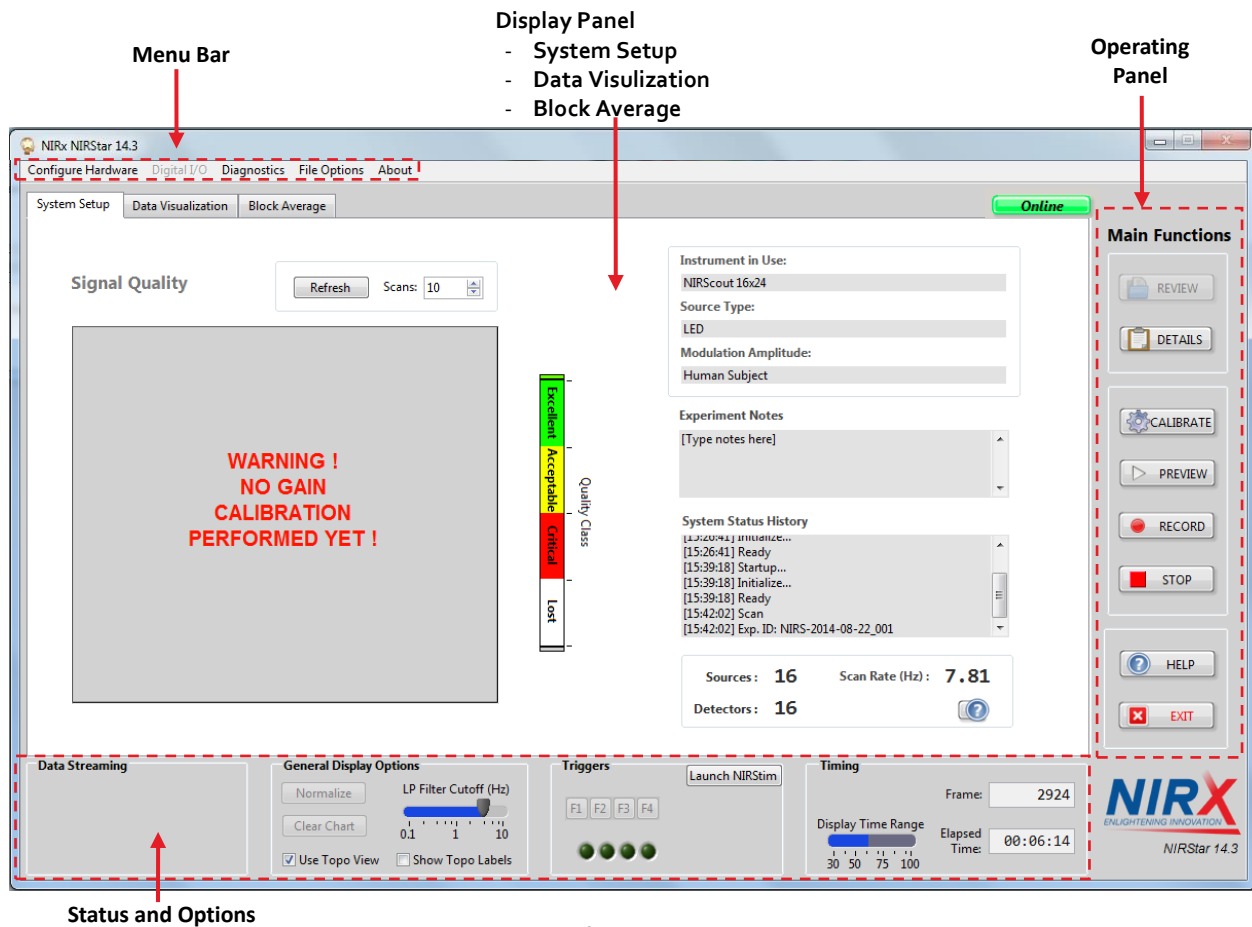 Display Panel
- System Setup
- Data Visulization
- Block Average
Menu Bar
Operating
Panel
NIRx NIRStar 14.3
Configure Hardware Digital I/O Diagnostics File Options About
System Setup Data Visualization Block Average
Online
Signal Quality
Refresh Scans: 10
WARNING !
NO GAIN
CALIBRATION
PERFORMED YET !
Excellent
Acceptable
Critical
Lost
Quality Class
Instrument in Use:
NIRScout 16x24
Source Type:
LED
Modulation Amplitude:
Human Subject
Experiment Notes
[Type notes here]
System Status History
[15:26:41] Initialize...
[15:26:41] Ready
[15:39:18] Startup...
[15:39:18] Initialize...
[15:39:18] Ready
[15:42:02] Scan
[15:42:02] Exp. ID: NIRS-2014-08-22_001
Sources: 16 Scan Rate (Hz) : 7.81
Detectors: 16
Main Functions
REVIEW
DETAILS
CALIBRATE
PREVIEW
RECORD
STOP
HELP
EXIT
Data Streaming
General Display Options
Normalize
Clear Chart
LP Filter Cutoff (Hz)
0.1 1 10
Use Topo View Show Topo Labels
Triggers
Launch NIRStim
F1 F2 F3 F4
Timing
Frame: 2924
Display Time Range
30 50 75 100
Elapsed
Time: 00:06:14
NIRX
ENLIGHTENING INNOVATION
NIRStar 14.3
Status and Options